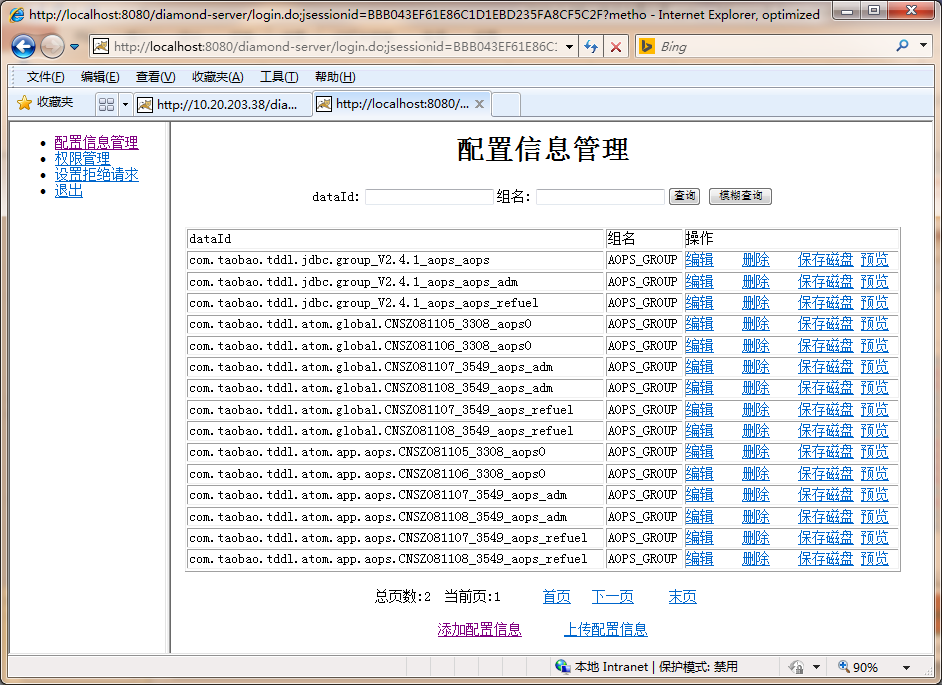 http://localhost:8080/diamond-server/login.do;jsessionid=BBB043EF61E86C1D1EBD235FA8CF5C2F?metho - Internet Explorer, optimized
http://localhost:8080/diamond-server/login.do;jsessionid=BBB043EF61E86C: Bing
文件(F) 编辑(E) 查看(V) 收藏夹(A) 工具(T) 帮助(H)
收藏夹 http://10.20.203.38/dia... http://localhost:8080/...
配置信息管理
权限管理
设置拒绝请求
退出
配置信息管理
dataId: 组名: 查询 模糊查询
dataId 组名 操作
com.taobao.tddl.jdbc.group_V2.4.1_aops_aops AOPS_GROUP 编辑 删除 保存磁盘 预览
com.taobao.tddl.jdbc.group_V2.4.1_aops_aops_adm AOPS_GROUP 编辑 删除 保存磁盘 预览
com.taobao.tddl.jdbc.group_V2.4.1_aops_aops_refuel AOPS_GROUP 编辑 删除 保存磁盘 预览
com.taobao.tddl.atom.global.CNSZ081105_3308_aops0 AOPS_GROUP 编辑 删除 保存磁盘 预览
com.taobao.tddl.atom.global.CNSZ081106_3308_aops0 AOPS_GROUP 编辑 删除 保存磁盘 预览
com.taobao.tddl.atom.global.CNSZ081107_3549_aops_adm AOPS_GROUP 编辑 删除 保存磁盘 预览
com.taobao.tddl.atom.global.CNSZ081108_3549_aops_adm AOPS_GROUP 编辑 删除 保存磁盘 预览
com.taobao.tddl.atom.global.CNSZ081107_3549_aops_refuel AOPS_GROUP 编辑 删除 保存磁盘 预览
com.taobao.tddl.atom.global.CNSZ081108_3549_aops_refuel AOPS_GROUP 编辑 删除 保存磁盘 预览
com.taobao.tddl.atom.app.aops.CNSZ081105_3308_aops0 AOPS_GROUP 编辑 删除 保存磁盘 预览
com.taobao.tddl.atom.app.aops.CNSZ081106_3308_aops0 AOPS_GROUP 编辑 删除 保存磁盘 预览
com.taobao.tddl.atom.app.aops.CNSZ081107_3549_aops_adm AOPS_GROUP 编辑 删除 保存磁盘 预览
com.taobao.tddl.atom.app.aops.CNSZ081108_3549_aops_adm AOPS_GROUP 编辑 删除 保存磁盘 预览
com.taobao.tddl.atom.app.aops.CNSZ081107_3549_aops_refuel AOPS_GROUP 编辑 删除 保存磁盘 预览
com.taobao.tddl.atom.app.aops.CNSZ081108_3549_aops_refuel AOPS_GROUP 编辑 删除 保存磁盘 预览
总页数:2 当前页:1 首页 下一页 末页
添加配置信息 上传配置信息
本地 Intranet | 保护模式: 禁用 90%